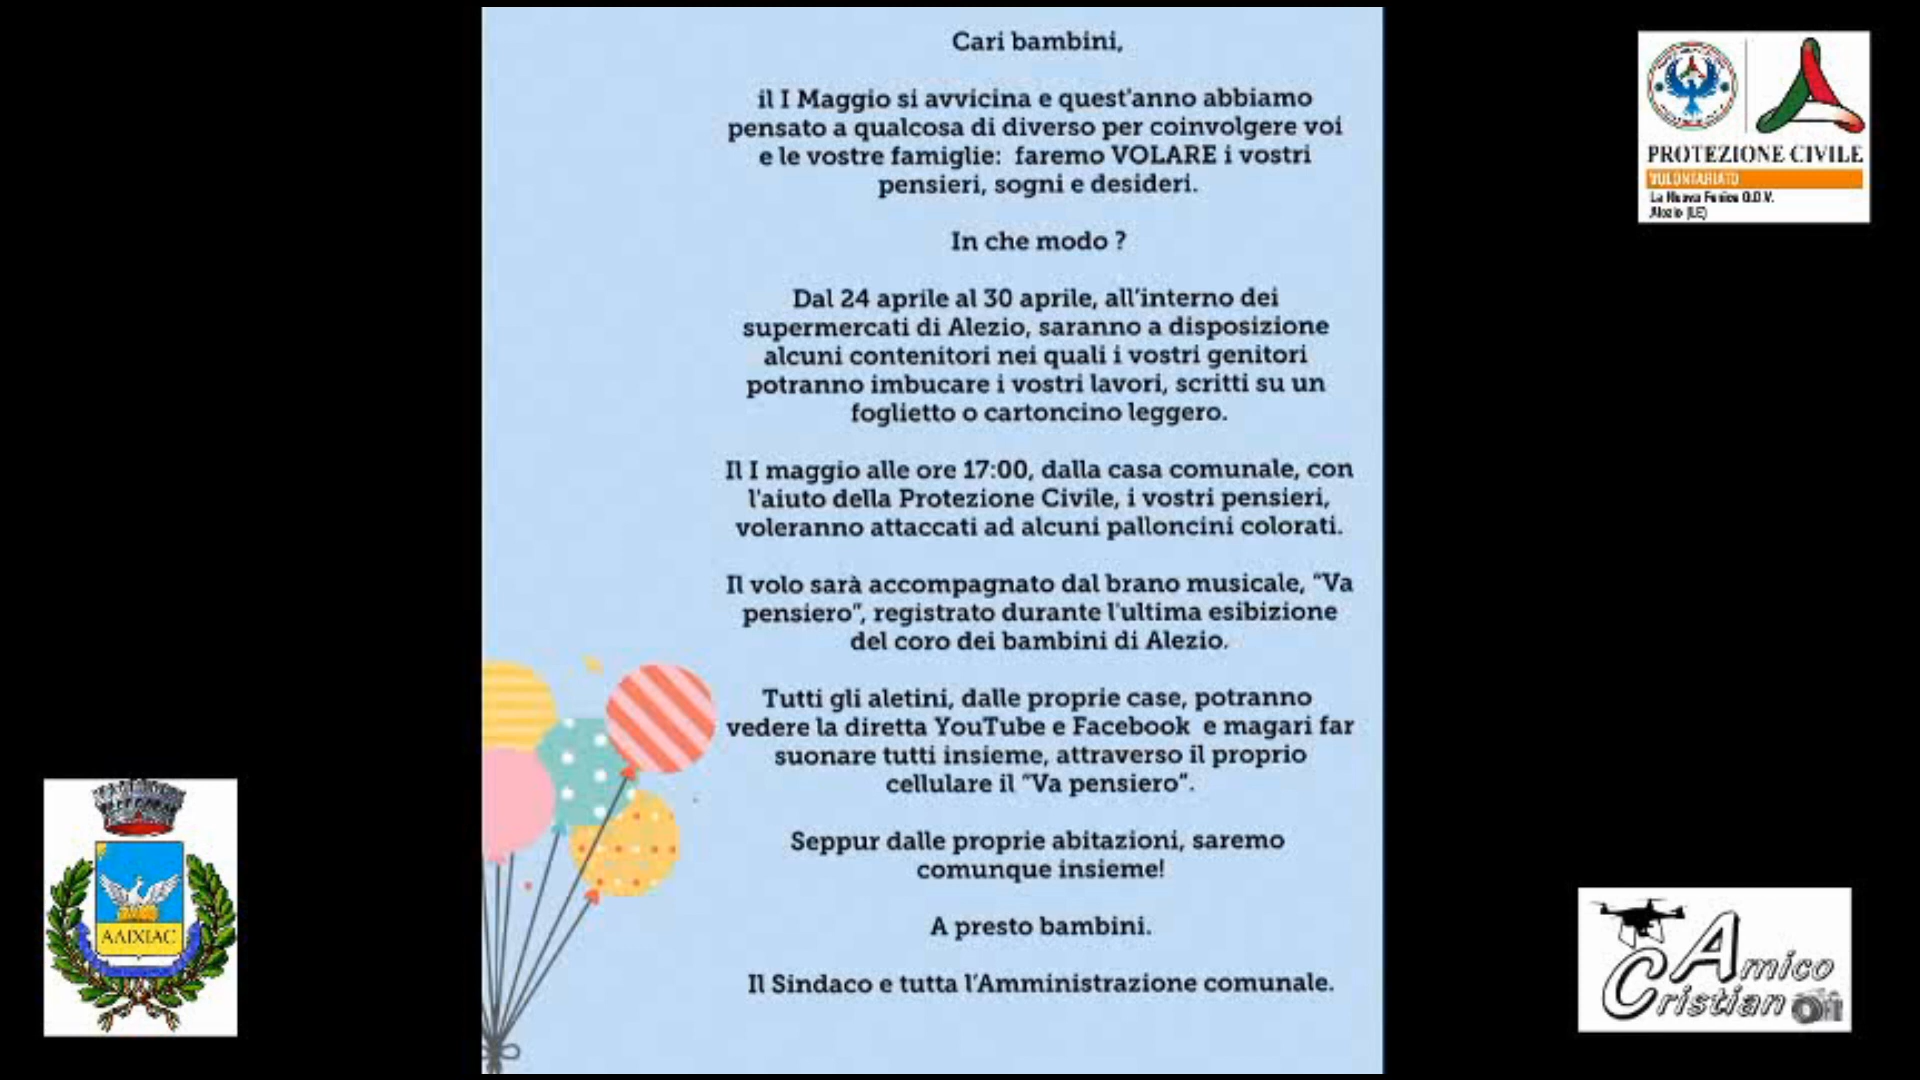 Cari bambini,
il I Maggio si avvicina e quest'anno abbiamo
pensato a qualcosa di diverso per coinvolgere voi
e le vostre famiglie: faremo VOLARE i vostri
pensieri, sogni e desideri.
In che modo ?
Dal 24 aprile al 30 aprile, all'interno dei
supermercati di Alezio, saranno a disposizione
alcuni contenitori nei quali i vostri genitori
potranno imbucare i vostri lavori, scritti su un
foglietto o cartoncino leggero.
Il I maggio alle ore 17:00, dalla casa comunale, con
l'aiuto della Protezione Civile, i vostri pensieri,
voleranno attaccati ad alcuni palloncini colorati.
Il volo sarà accompagnato dal brano musicale, "Va
pensiero", registrato durante l'ultima esibizione
del coro dei bambini di Alezio.
Tutti gli aletini, dalle proprie case, potranno
vedere la diretta YouTube e Facebook e magari far
suonare tutti insieme, attraverso il proprio
cellulare il "Va pensiero".
Seppur dalle proprie abitazioni, saremo
comunque insieme!
A presto bambini.
Il Sindaco e tutta l'Amministrazione comunale.
PROTEZIONE CIVILE
VOLONTARIATO
La Nuova Fenice O.D.V.
Alezio (LE)
ΑΛΙΧΙΑС
Amico
Cristian